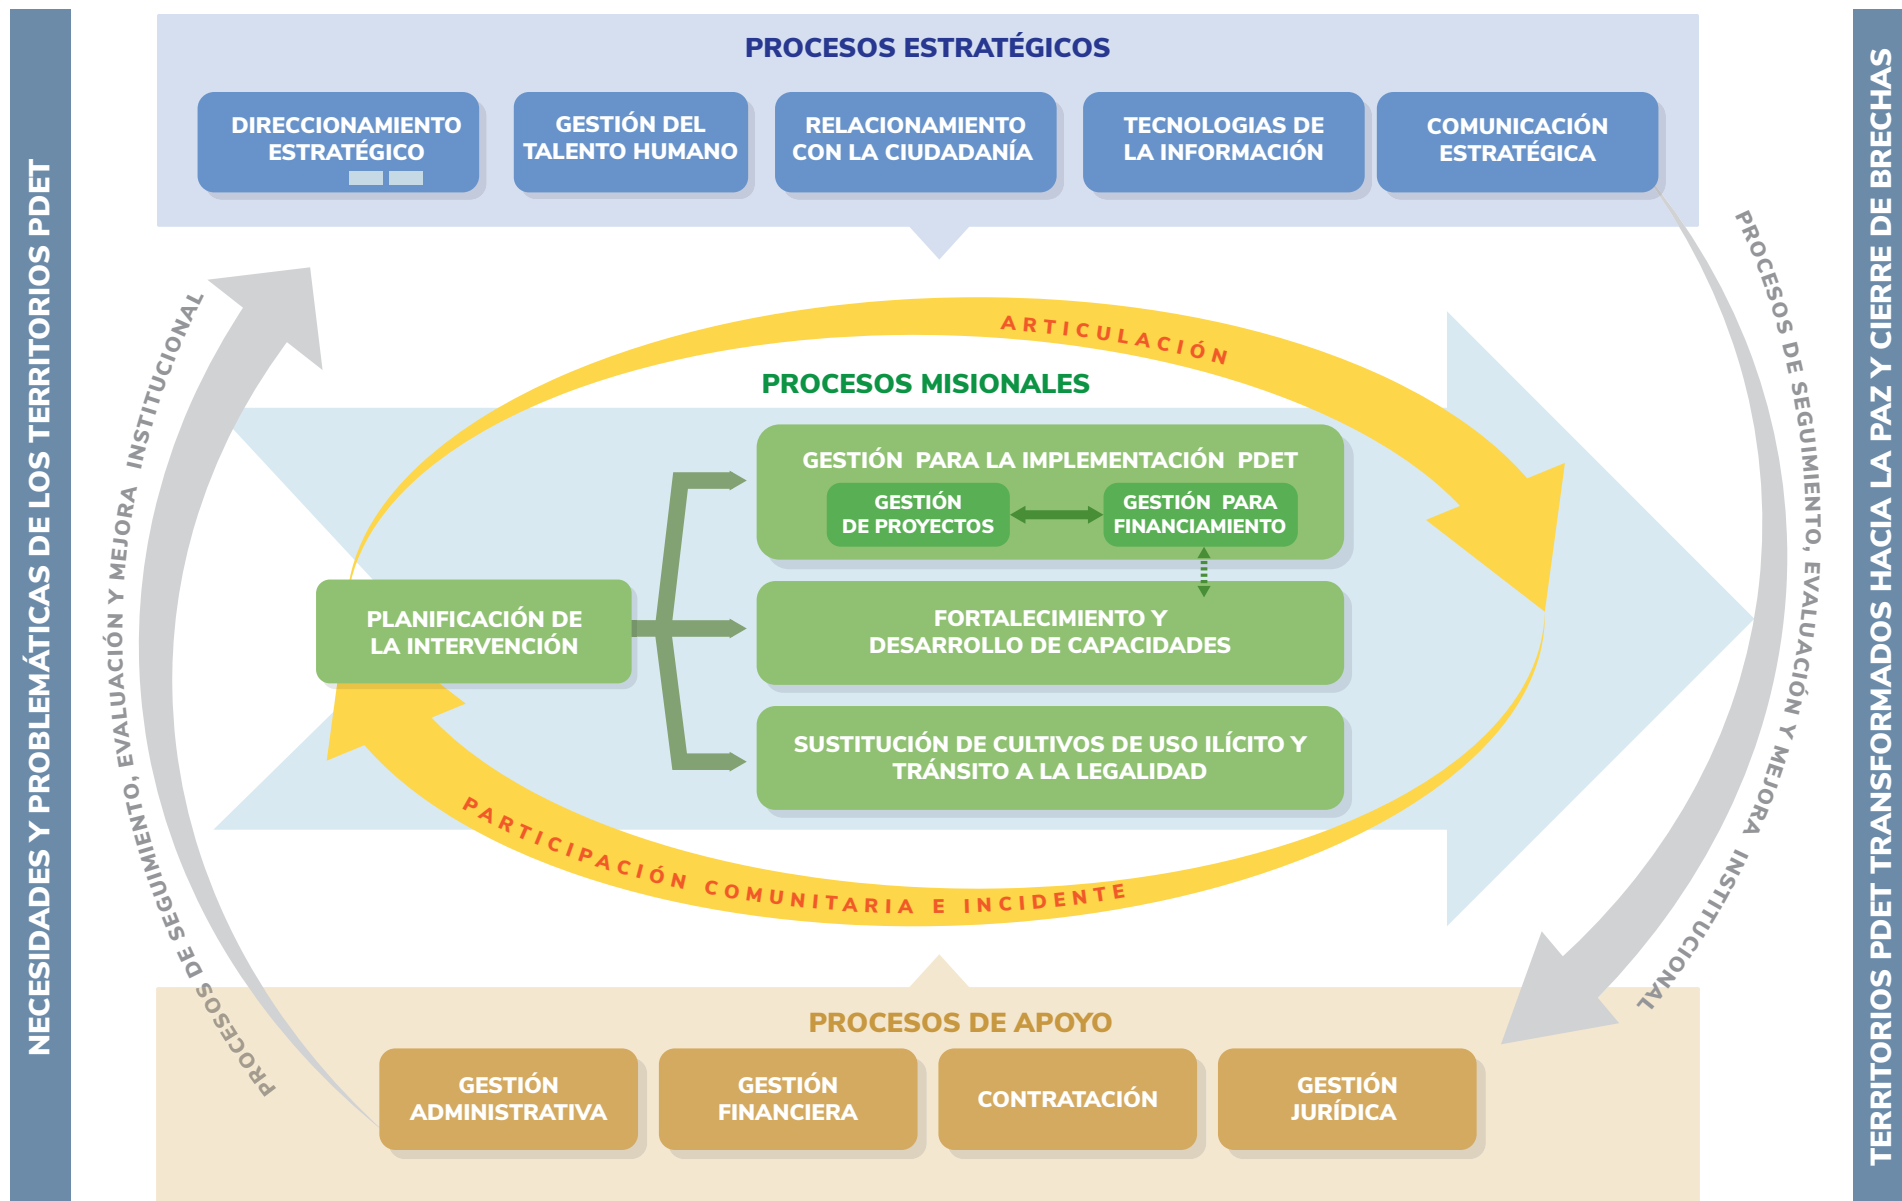 NECESIDADES Y PROBLEMÁTICAS DE LOS TERRITORIOS PDET
PROCESOS ESTRATÉGICOS
DIRECCIONAMIENTO
ESTRATÉGICO
GESTIÓN DEL
TALENTO HUMANO
RELACIONAMIENTO
CON LA CIUDADANÍA
TECNOLOGIAS DE
LA INFORMACIÓN
COMUNICACIÓN
ESTRATÉGICA
PROCESOS DE SEGUIMIENTO, EVALUACIÓN Y MEJORA INSTITUCIONAL
ARTICULACIÓN
PROCESOS MISIONALES
GESTIÓN PARA LA IMPLEMENTACIÓN PDET
GESTIÓN
DE PROYECTOS
GESTIÓN PARA
FINANCIAMIENTO
PLANIFICACIÓN DE
LA INTERVENCIÓN
FORTALECIMIENTO Y
DESARROLLO DE CAPACIDADES
SUSTITUCIÓN DE CULTIVOS DE USO ILÍCITO Y
TRÁNSITO A LA LEGALIDAD
PARTICIPACIÓN COMUNITARIA E INCIDENTE
PROCESOS DE SEGUIMIENTO, EVALUACIÓN Y MEJORA INSTITUCIONAL
PROCESOS DE APOYO
GESTIÓN
ADMINISTRATIVA
GESTIÓN
FINANCIERA
CONTRATACIÓN
GESTIÓN
JURÍDICA
TERRITORIOS PDET TRANSFORMADOS HACIA LA PAZ Y CIERRE DE BRECHAS